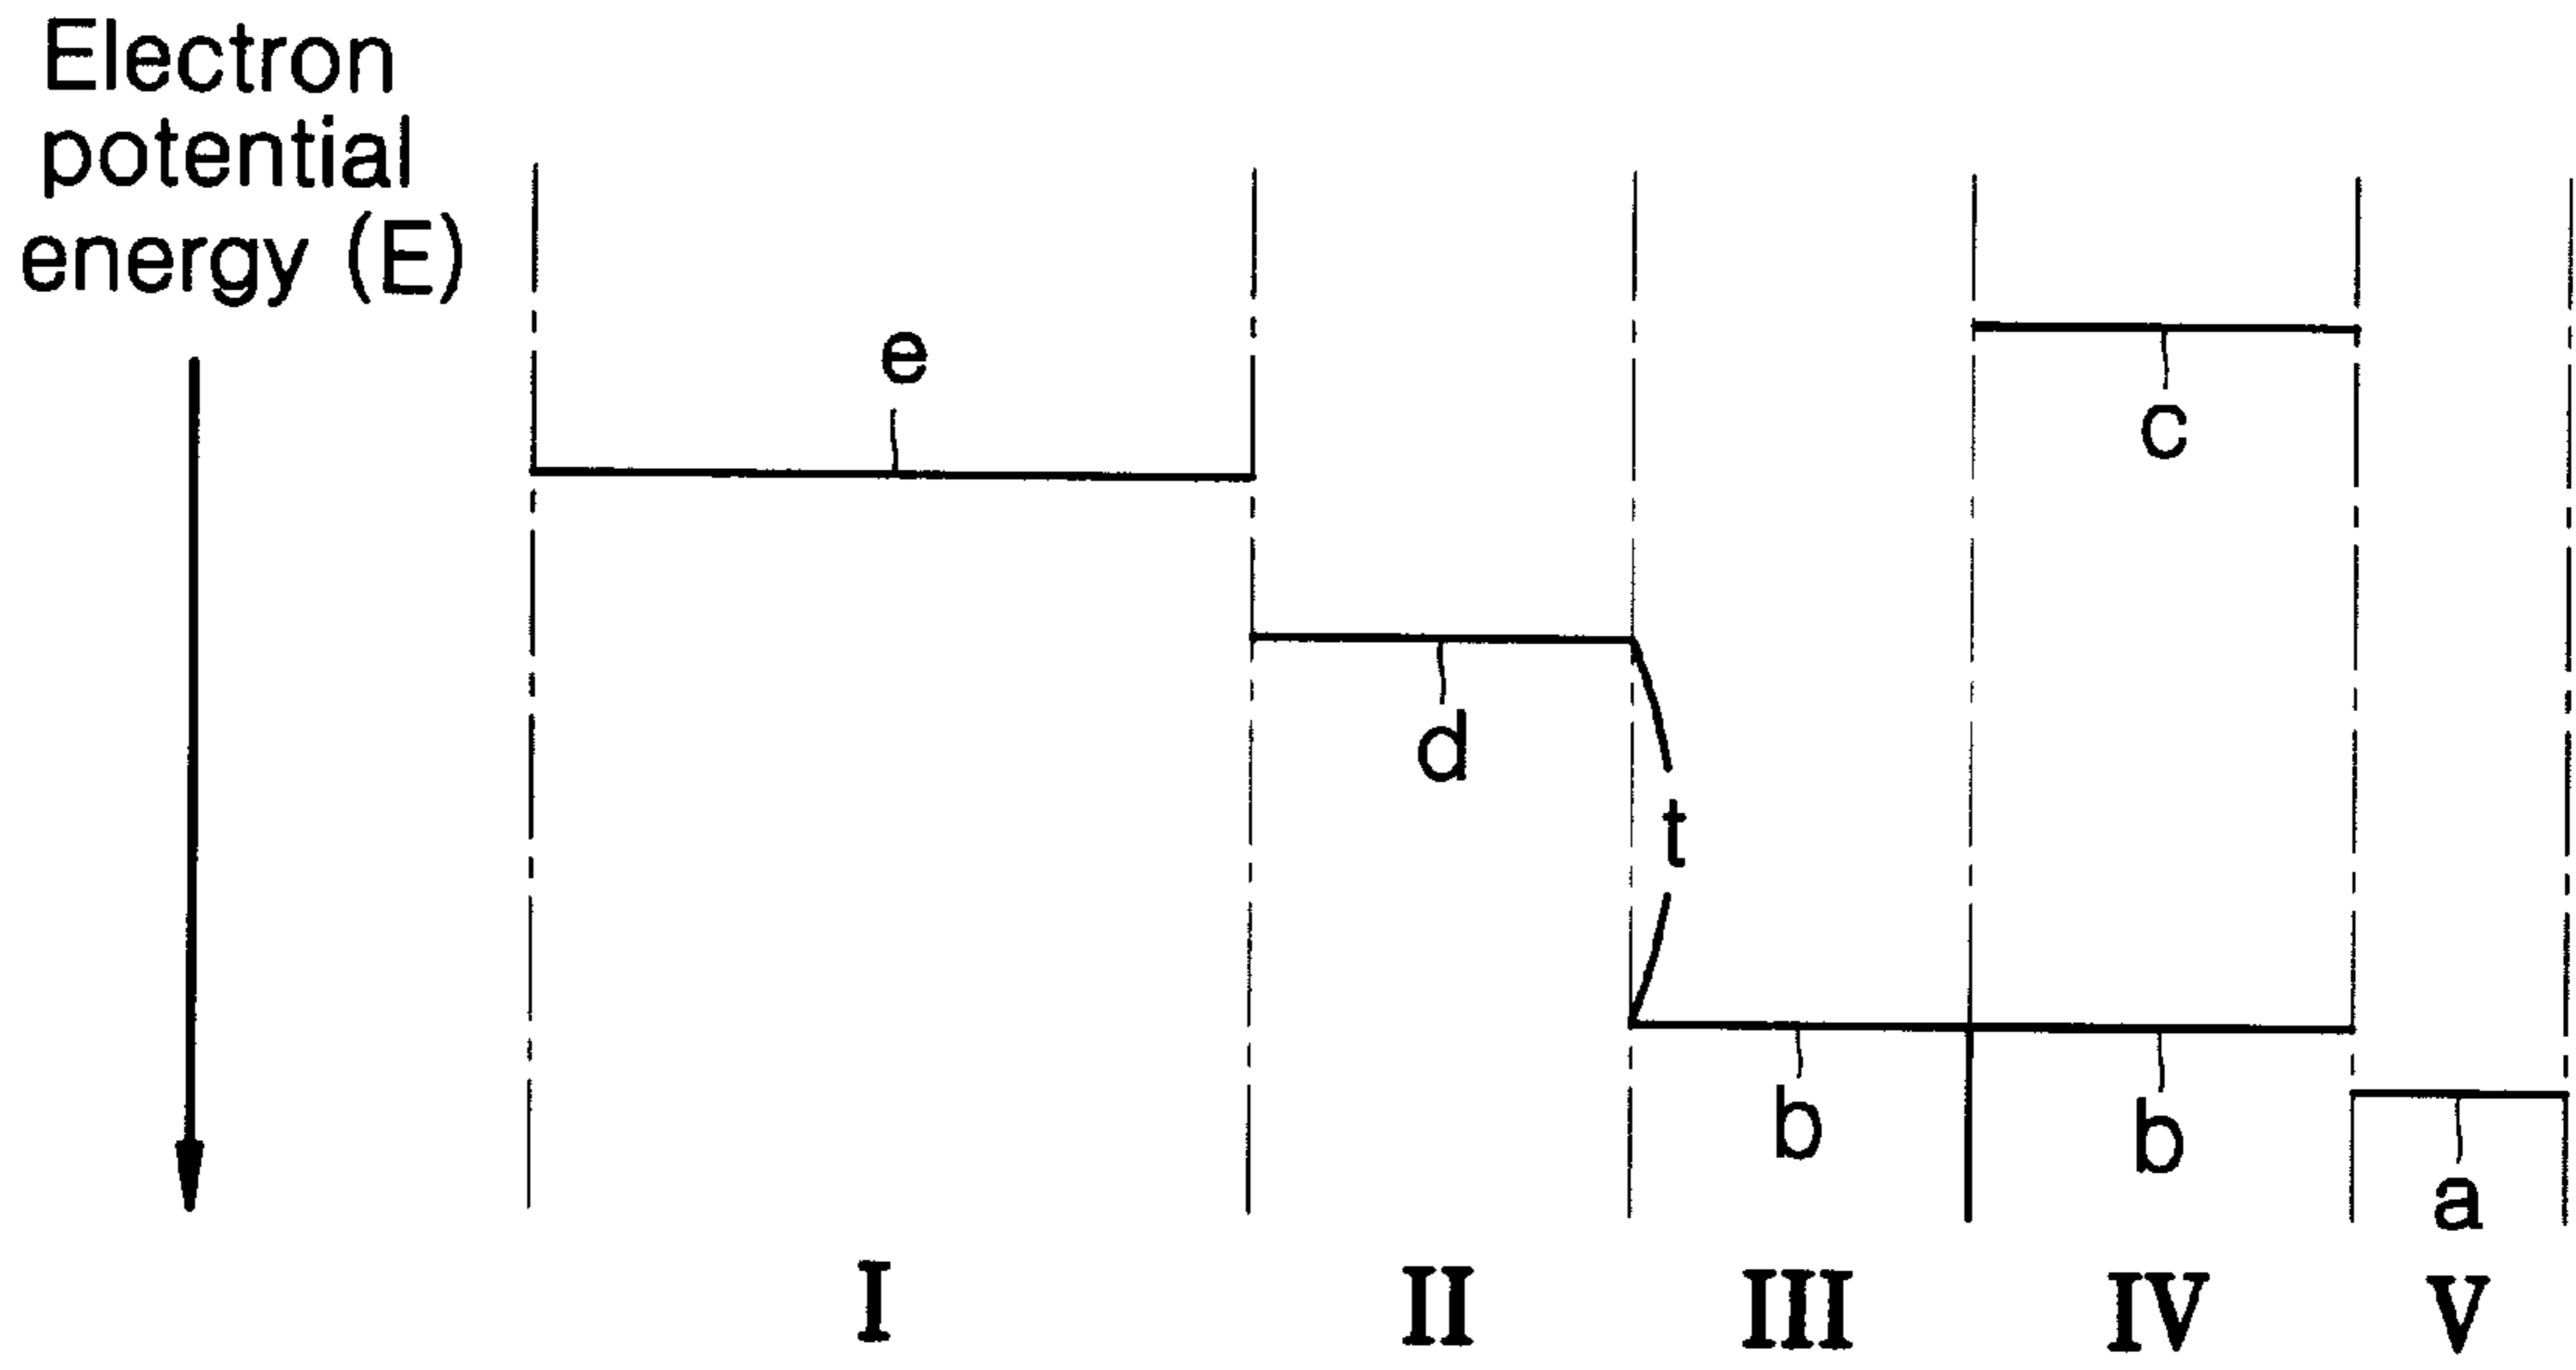 Electron
potential
energy (E)
e
c
d
t
b
b
a
I
II
III
IV
V